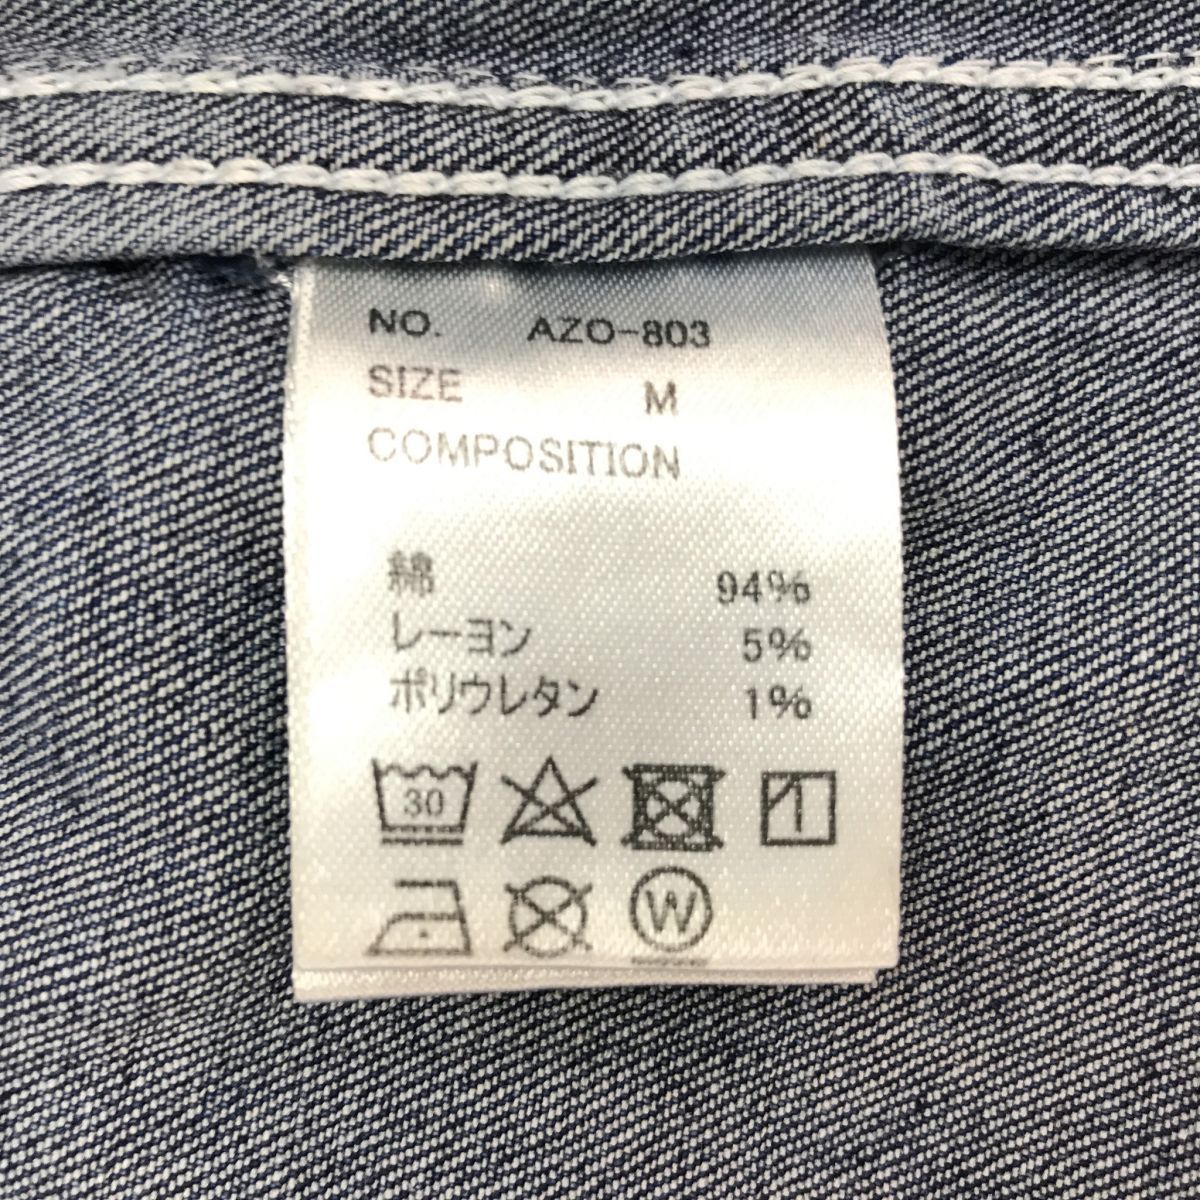 NO. AZO-803
SIZE M
COMPOSITION
綿 94%
レーヨン 5%
ポリウレタン 1%
30
W